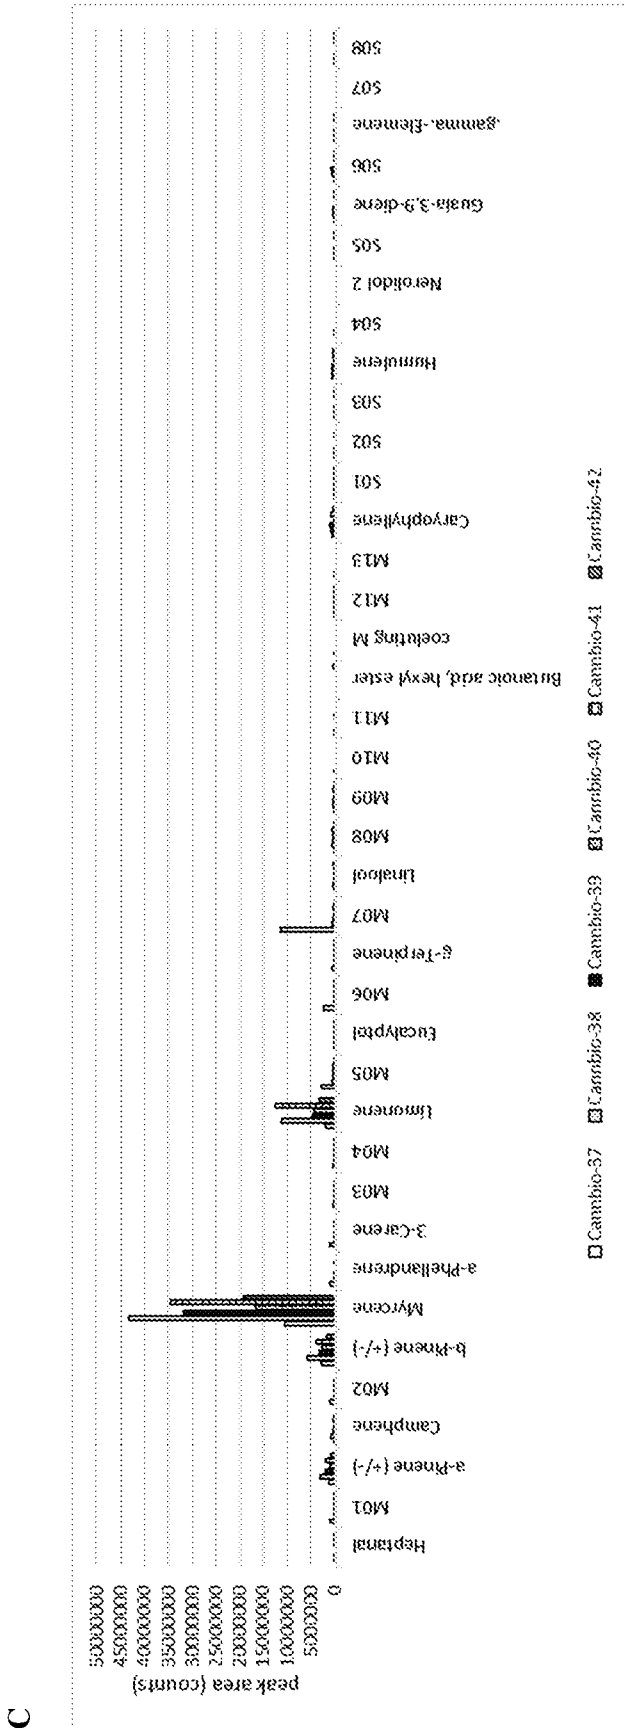 C
peak area (counts)
50000000
45000000
40000000
35000000
30000000
25000000
20000000
15000000
10000000
5000000
0
Heptanal
M01
a-Pinene (+/-)
Camphene
M02
b-Pinene (+/-)
Myrcene
a-Phellandrene
3-Carene
M03
M04
Limonene
M05
Eucalyptol
M06
g-Terpinene
M07
Linalool
M08
M09
M10
M11
Butanoic acid, hexyl ester
coeluting M
M12
M13
Caryophyllene
S01
S02
S03
Humulene
S04
Nerolidol 2
S05
Guaia-3,9-diene
S06
.gamma.-Elemene
S07
S08
Cannbio-37 Cannbio-38 Cannbio-39 Cannbio-40 Cannbio-41 Cannbio-42